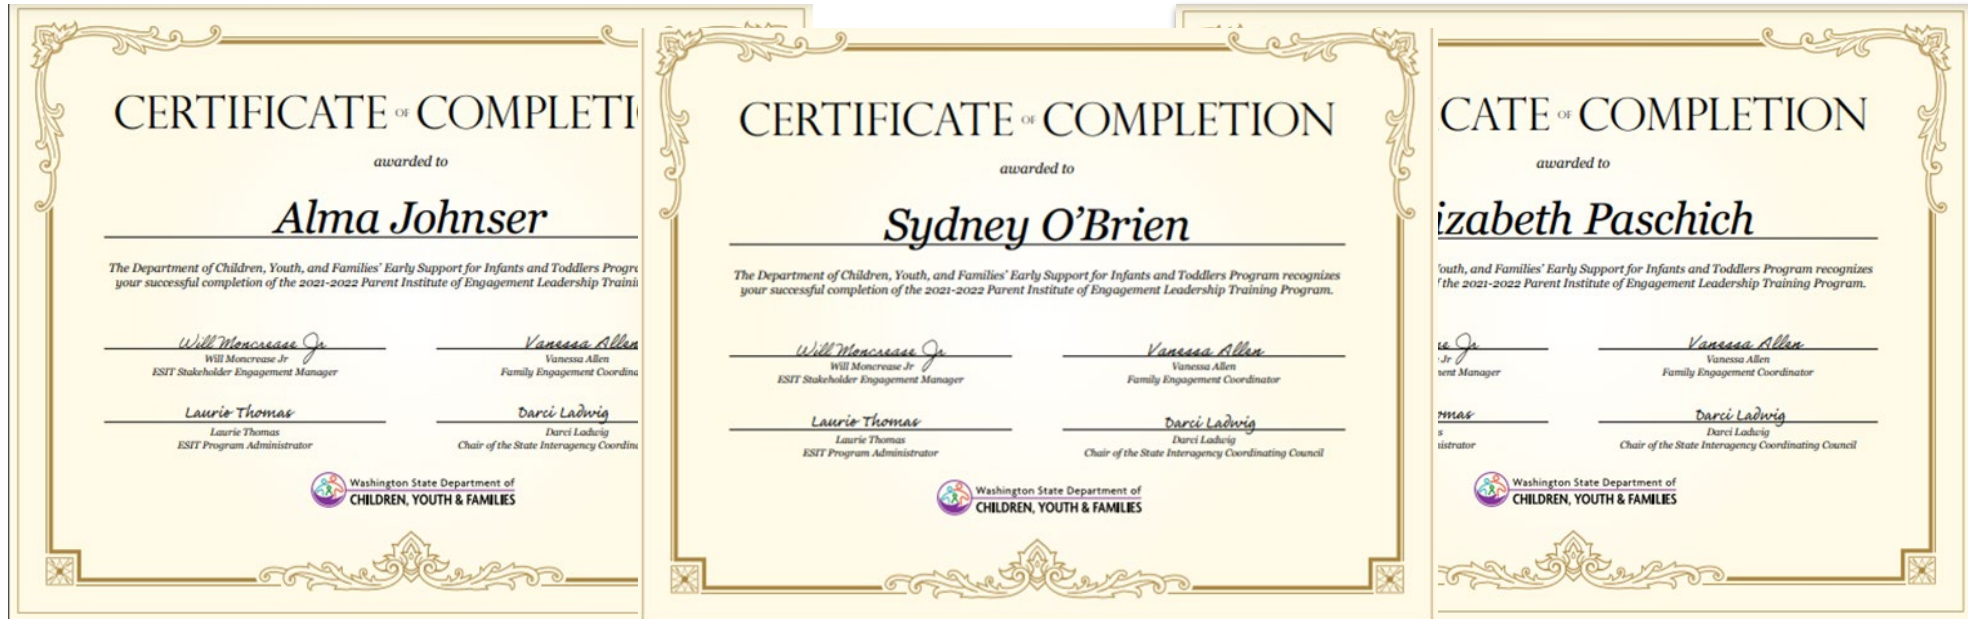 CERTIFICATE OF COMPLETI
awarded to
Alma Johnser
The Department of Children, Youth, and Families' Early Support for Infants and Toddlers Progra
your successful completion of the 2021-2022 Parent Institute of Engagement Leadership Traini
Will Moncrease Jr
Vanessa Allen
Will Moncrease Jr
Vanessa Allen
ESIT Stakeholder Engagement Manager
Family Engagement Coordina
Laurie Thomas
Darci Ladwig
Laurie Thomas
Darci Ladwig
ESIT Program Administrator
Chair of the State Interagency Coordin
Washington State Department of
CHILDREN, YOUTH & FAMILIES
CERTIFICATE OF COMPLETION
awarded to
Sydney O'Brien
The Department of Children, Youth, and Families' Early Support for Infants and Toddlers Program recognizes
your successful completion of the 2021-2022 Parent Institute of Engagement Leadership Training Program.
Will Moncrease Jr
Vanessa Allen
Will Moncrease Jr
Vanessa Allen
ESIT Stakeholder Engagement Manager
Family Engagement Coordinator
Laurie Thomas
Darci Ladwig
Laurie Thomas
Darci Ladwig
ESIT Program Administrator
Chair of the State Interagency Coordinating Council
Washington State Department of
CHILDREN, YOUTH & FAMILIES
CATE OF COMPLETION
awarded to
izabeth Paschich
outh, and Families' Early Support for Infants and Toddlers Program recognizes
the 2021-2022 Parent Institute of Engagement Leadership Training Program.
se Jr
Vanessa Allen
Jr
Vanessa Allen
ment Manager
Family Engagement Coordinator
omas
Darci Ladwig
s
Darci Ladwig
istrator
Chair of the State Interagency Coordinating Council
Washington State Department of
CHILDREN, YOUTH & FAMILIES